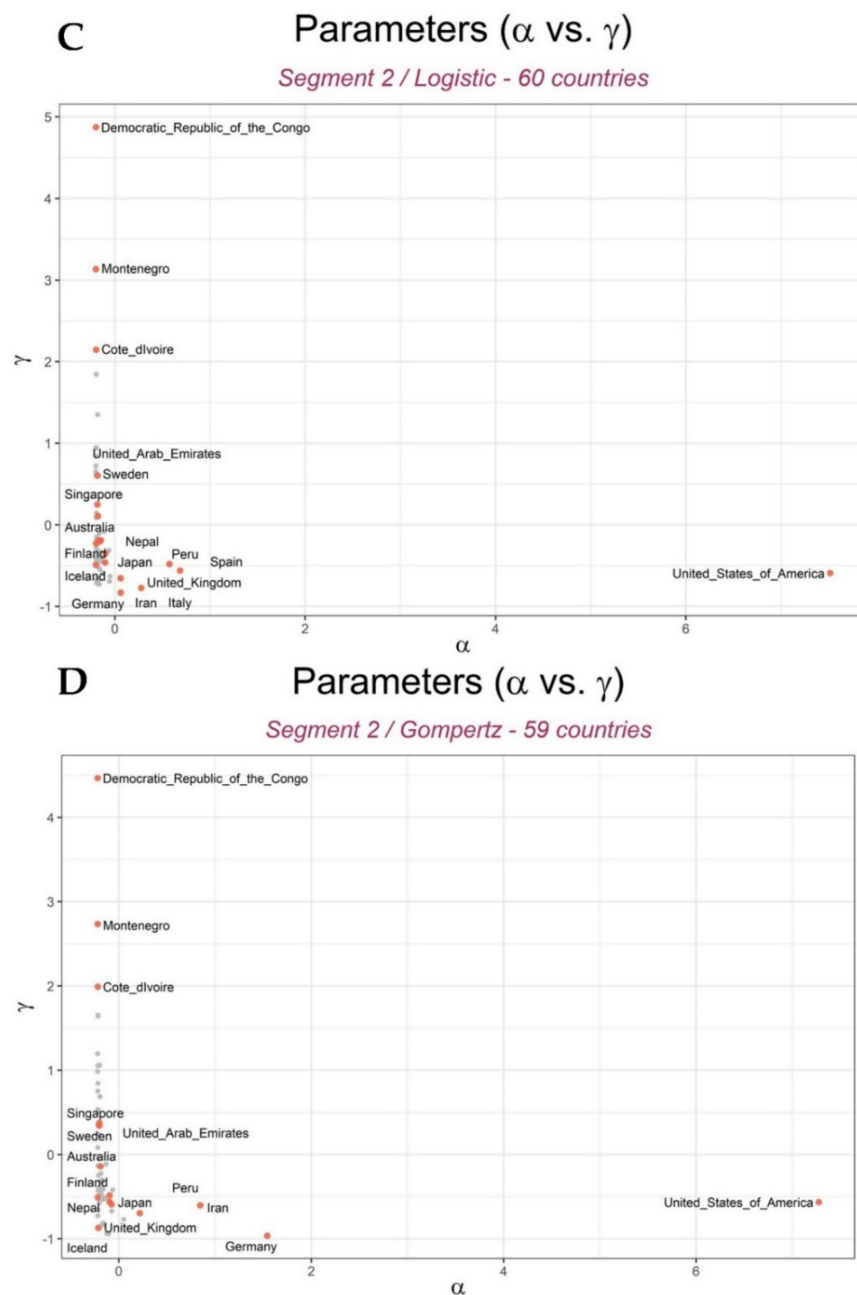 C
Parameters (α vs. γ)
Segment 2 / Logistic - 60 countries
5
Democratic_Republic_of_the_Congo
4
Montenegro
3
Cote_dIvoire
2
γ
1
United_Arab_Emirates
Sweden
Singapore
0
Australia
Nepal
Finland
Japan
Peru
Spain
Iceland
United_Kingdom
United_States_of_America
Germany
Iran
Italy
-1
0
2
4
6
α
D
Parameters (α vs. γ)
Segment 2 / Gompertz - 59 countries
Democratic_Republic_of_the_Congo
4
3
Montenegro
Cote_dIvoire
2
γ
1
Singapore
Sweden
United_Arab_Emirates
0
Australia
Finland
Peru
Nepal
Japan
Iran
United_States_of_America
United_Kingdom
-1
Iceland
Germany
0
2
4
6
α